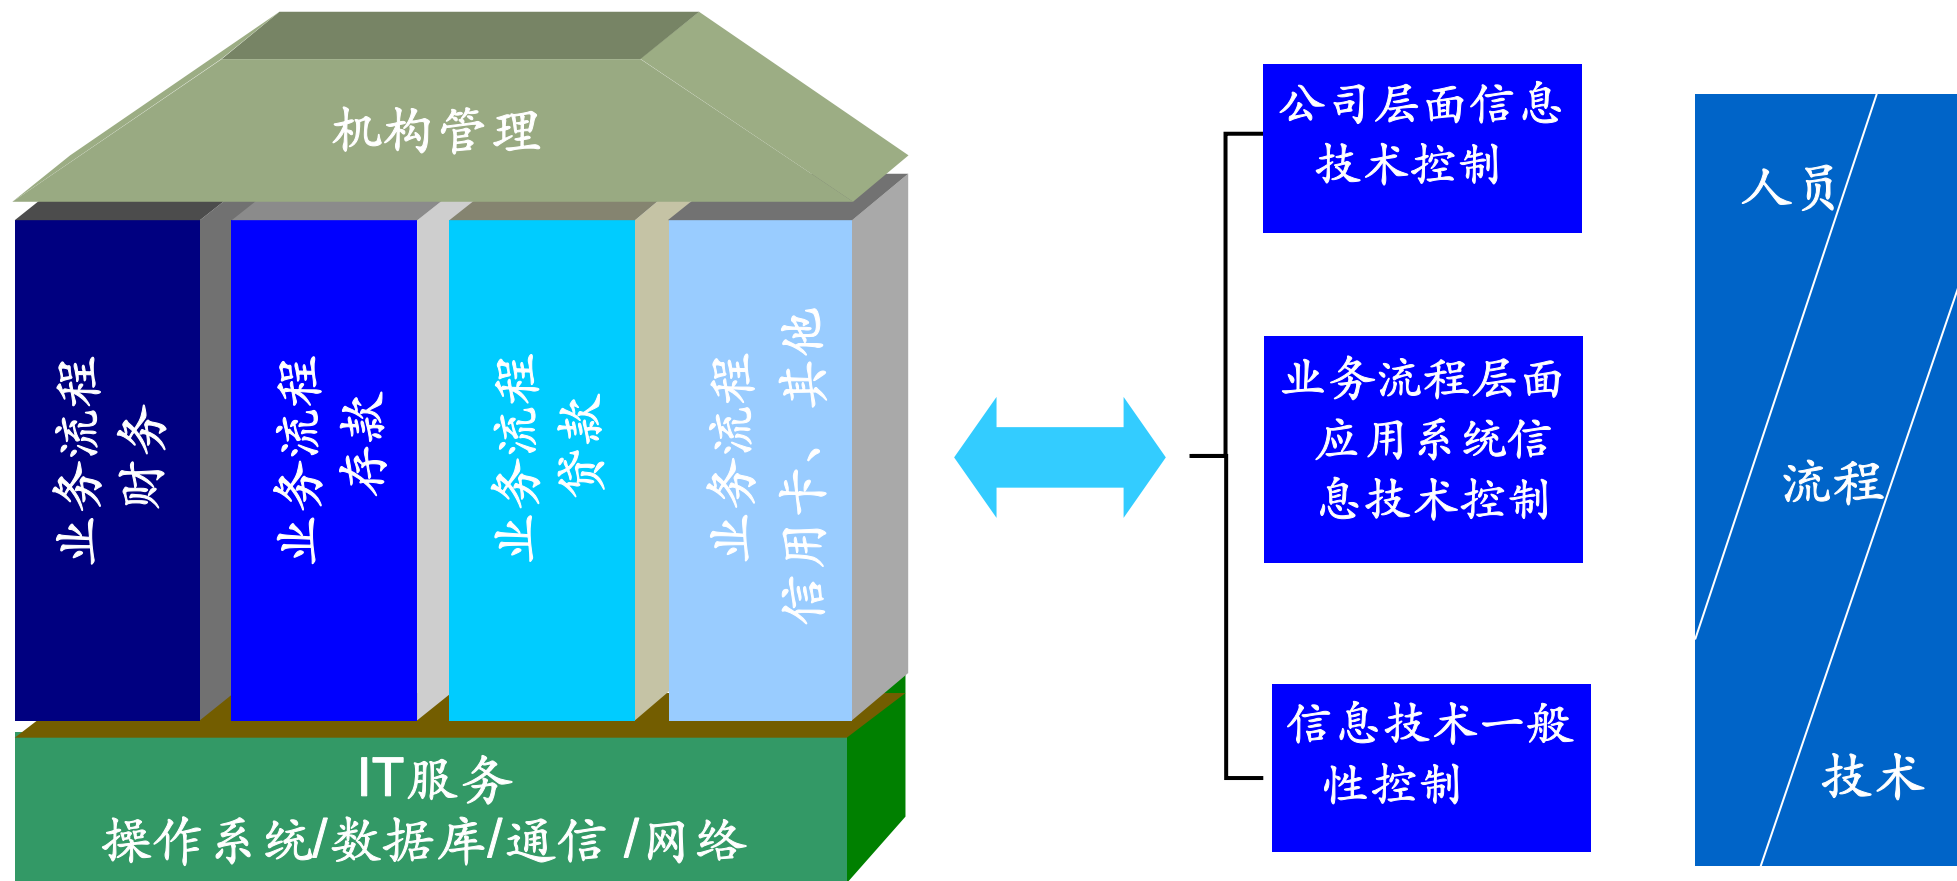 机构管理
业务流程
财务
业务流程
存款
业务流程
贷款
业务流程
信用卡、其他
IT服务
操作系统/数据库/通信 /网络
公司层面信息
技术控制
业务流程层面
应用系统信
息技术控制
信息技术一般
性控制
人员
流程
技术